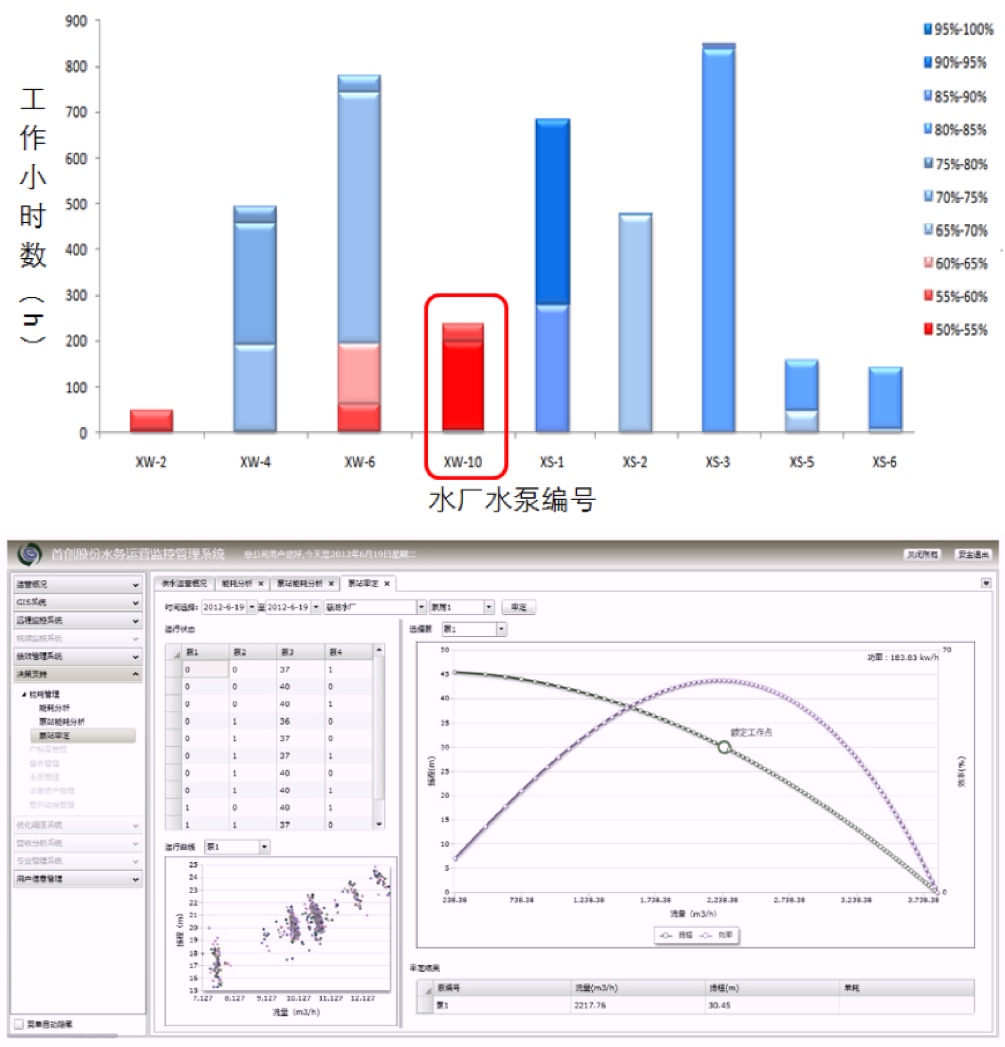 900
800
700
600
500
400
300
200
100
0
工作小时数（h）
95%-100%
90%-95%
85%-90%
80%-85%
75%-80%
70%-75%
65%-70%
60%-65%
55%-60%
50%-55%
XW-2 XW-4 XW-6 XW-10 XS-1 XS-2 XS-3 XS-5 XS-6
水厂水泵编号
首创股份水务运营监控管理系统 总公司用户您好,今天是2012年6月19日星期二 关闭所有 安全退出
运营概况
GIS系统
远程监控系统
视频监控系统
绩效管理系统
决策支持
能耗管理
能耗分析
泵站能耗分析
泵站率定
水质管理
优化调度系统
营收分析系统
专业管理系统
用户信息管理
菜单自动隐藏
供水运营概况 能耗分析 × 泵站能耗分析 × 泵站率定 ×
时间选择: 2012-6-19 至 2012-6-19 水厂 泵房1 率定
运行状态
泵1 泵2 泵3 泵4
0 0 37 1
0 0 40 0
0 0 40 1
0 1 36 0
0 1 37 0
0 1 37 1
0 1 40 0
0 1 40 1
1 0 40 1
1 1 37 0
运行曲线 泵1
25
24
23
22
21
20
19
18
17
16
15
扬程 (m)
7.127 8.127 9.127 10.127 11.127 12.127
流量 (m3/h)
选择泵 泵1
50
45
40
35
30
25
20
15
10
5
0
扬程(m)
70
0
效率(%)
功率 : 183.83 kw/h
额定工作点
238.38 738.38 1,238.38 1,738.38 2,238.38 2,738.38 3,238.38 3,738.38
流量 (m3/h)
扬程 效率
率定结果
泵编号 流量(m3/h) 扬程(m) 单耗
泵1 2217.76 30.45